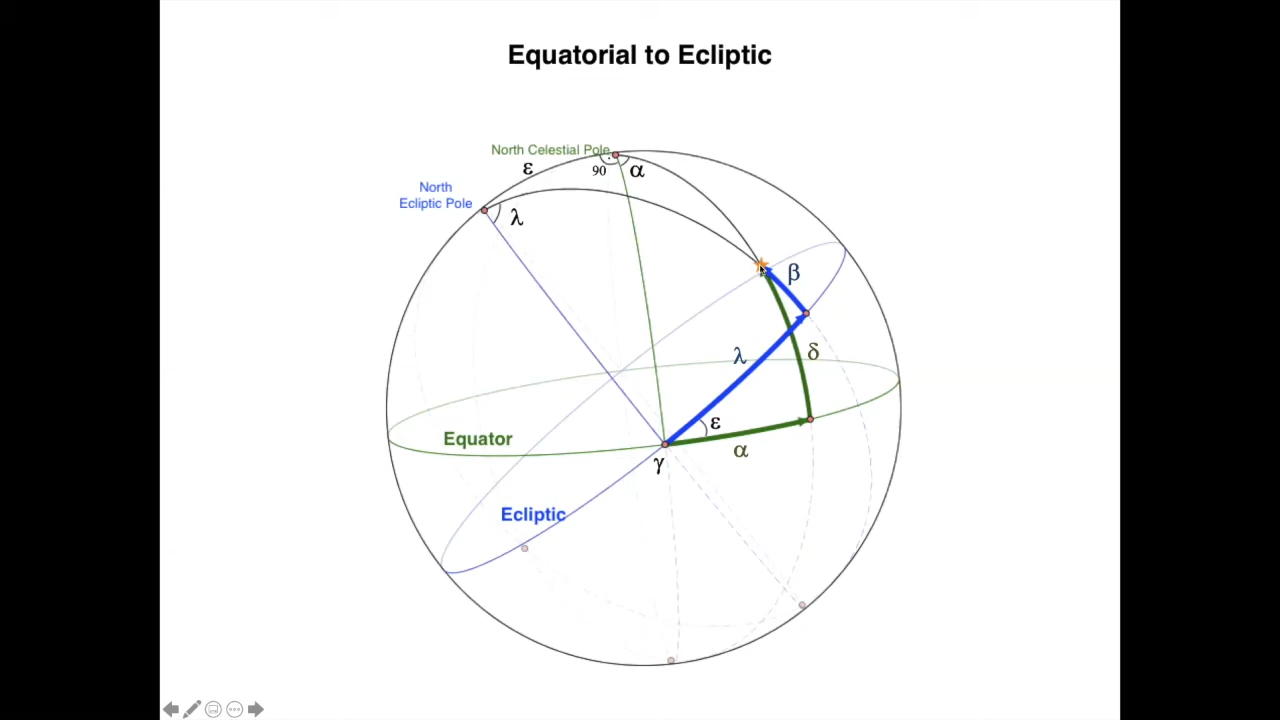 Equatorial to Ecliptic
North Celestial Pole
ε
90
α
North
Ecliptic Pole
λ
β
λ
δ
ε
Equator
α
γ
Ecliptic